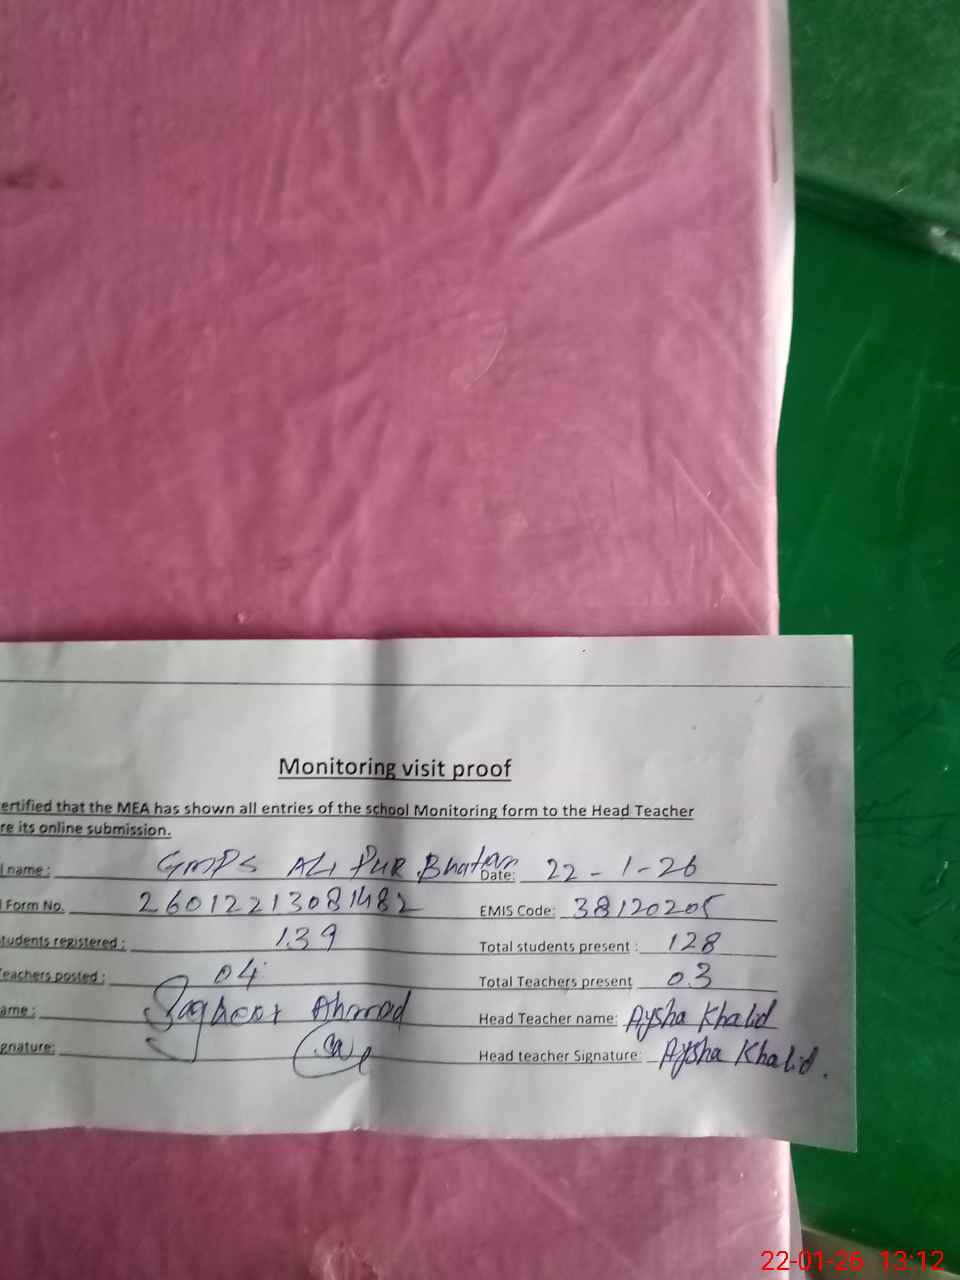 Monitoring visit proof
ertified that the MEA has shown all entries of the school Monitoring form to the Head Teacher
re its online submission.
l name : GMPS ALI PUR Bhattan Date: 22-1-26
l Form No. 26012213081482 EMIS Code: 38120205
tudents registered : 139 Total students present : 128
eachers posted : 04 Total Teachers present 03
ame : Sagheer Ahmad Head Teacher name: Aysha Khalid
gnature: Head teacher Signature: Aysha Khalid.
22-01-26 13:12